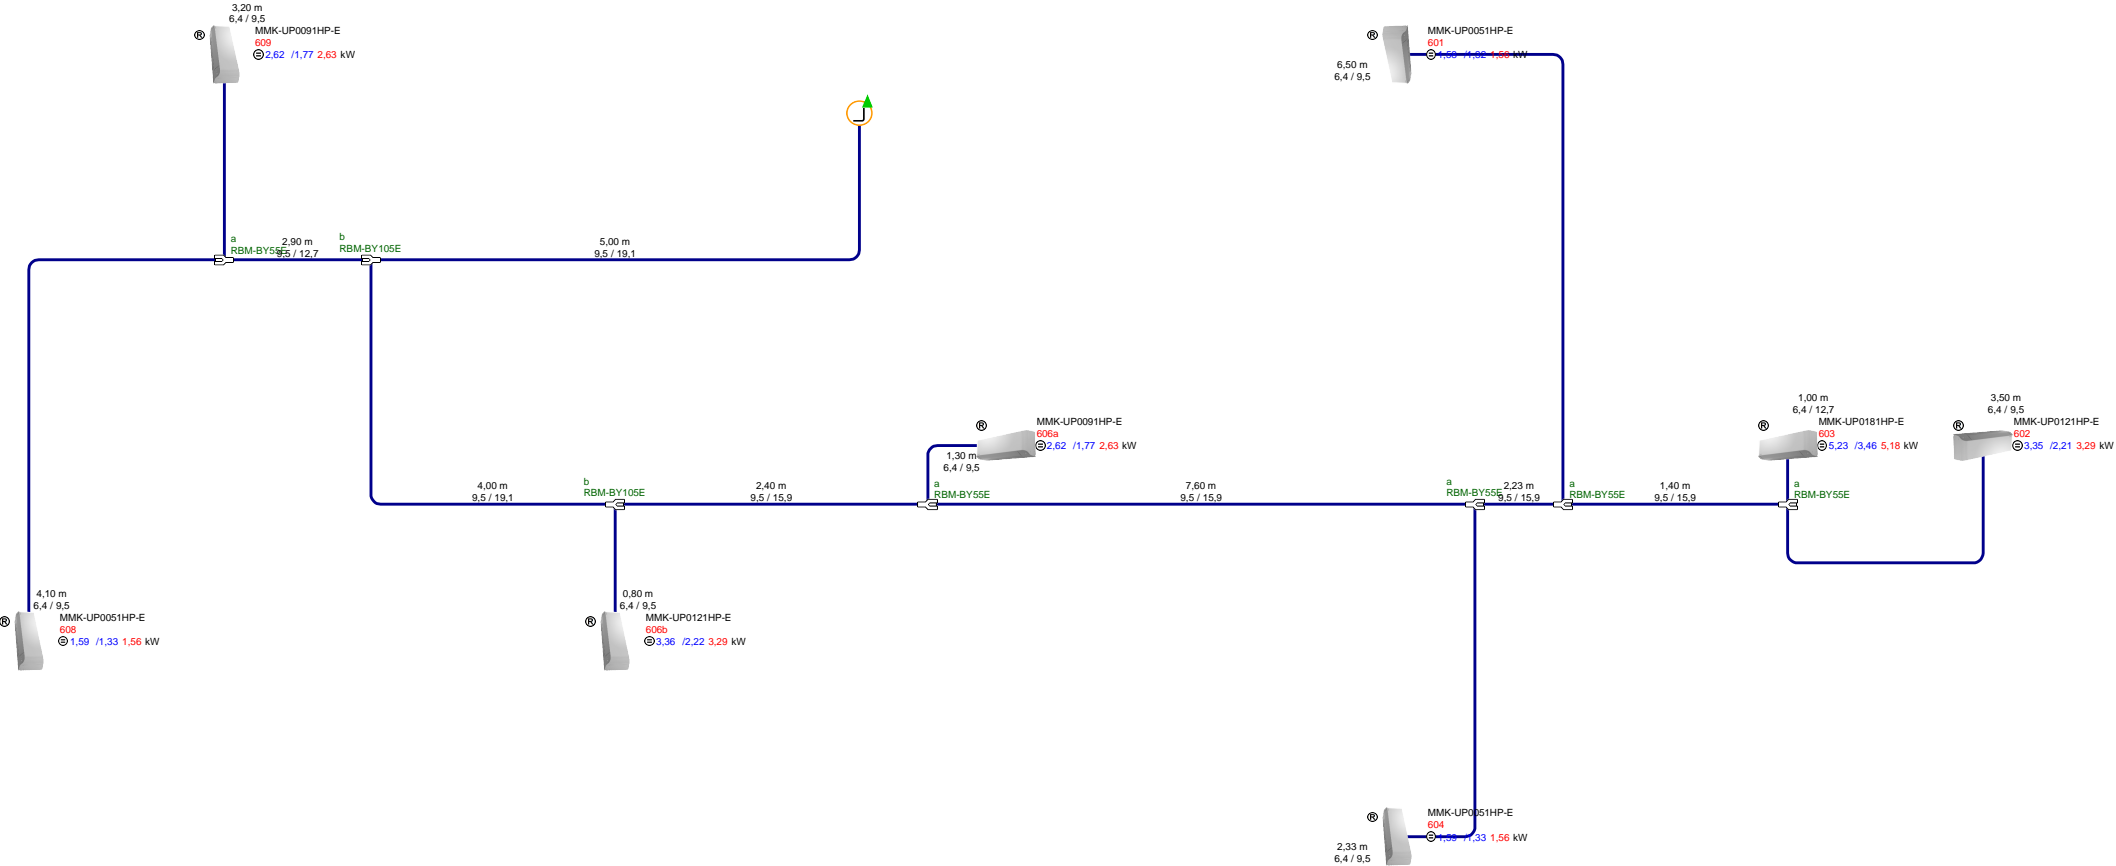 3,20 m
6,4 / 9,5
®
MMK-UP0091HP-E
609
2,62 /1,77 2,63 kW
®
MMK-UP0051HP-E
601
kW
6,50 m
6,4 / 9,5
a
RBM-BY55E
2,90 m
9,5 / 12,7
b
RBM-BY105E
5,00 m
9,5 / 19,1
®
MMK-UP0091HP-E
606a
2,62 /1,77 2,63 kW
1,30 m
6,4 / 9,5
1,00 m
6,4 / 12,7
®
MMK-UP0181HP-E
603
5,23 /3,46 5,18 kW
3,50 m
6,4 / 9,5
®
MMK-UP0121HP-E
602
3,35 /2,21 3,29 kW
4,00 m
9,5 / 19,1
b
RBM-BY105E
2,40 m
9,5 / 15,9
a
RBM-BY55E
7,60 m
9,5 / 15,9
a
RBM-BY55E
2,23 m
9,5 / 15,9
a
RBM-BY55E
1,40 m
9,5 / 15,9
a
RBM-BY55E
4,10 m
6,4 / 9,5
®
MMK-UP0051HP-E
608
1,59 /1,33 1,56 kW
0,80 m
6,4 / 9,5
®
MMK-UP0121HP-E
606b
3,36 /2,22 3,29 kW
®
MMK-UP0051HP-E
604
1,59 /1,33 1,56 kW
2,33 m
6,4 / 9,5